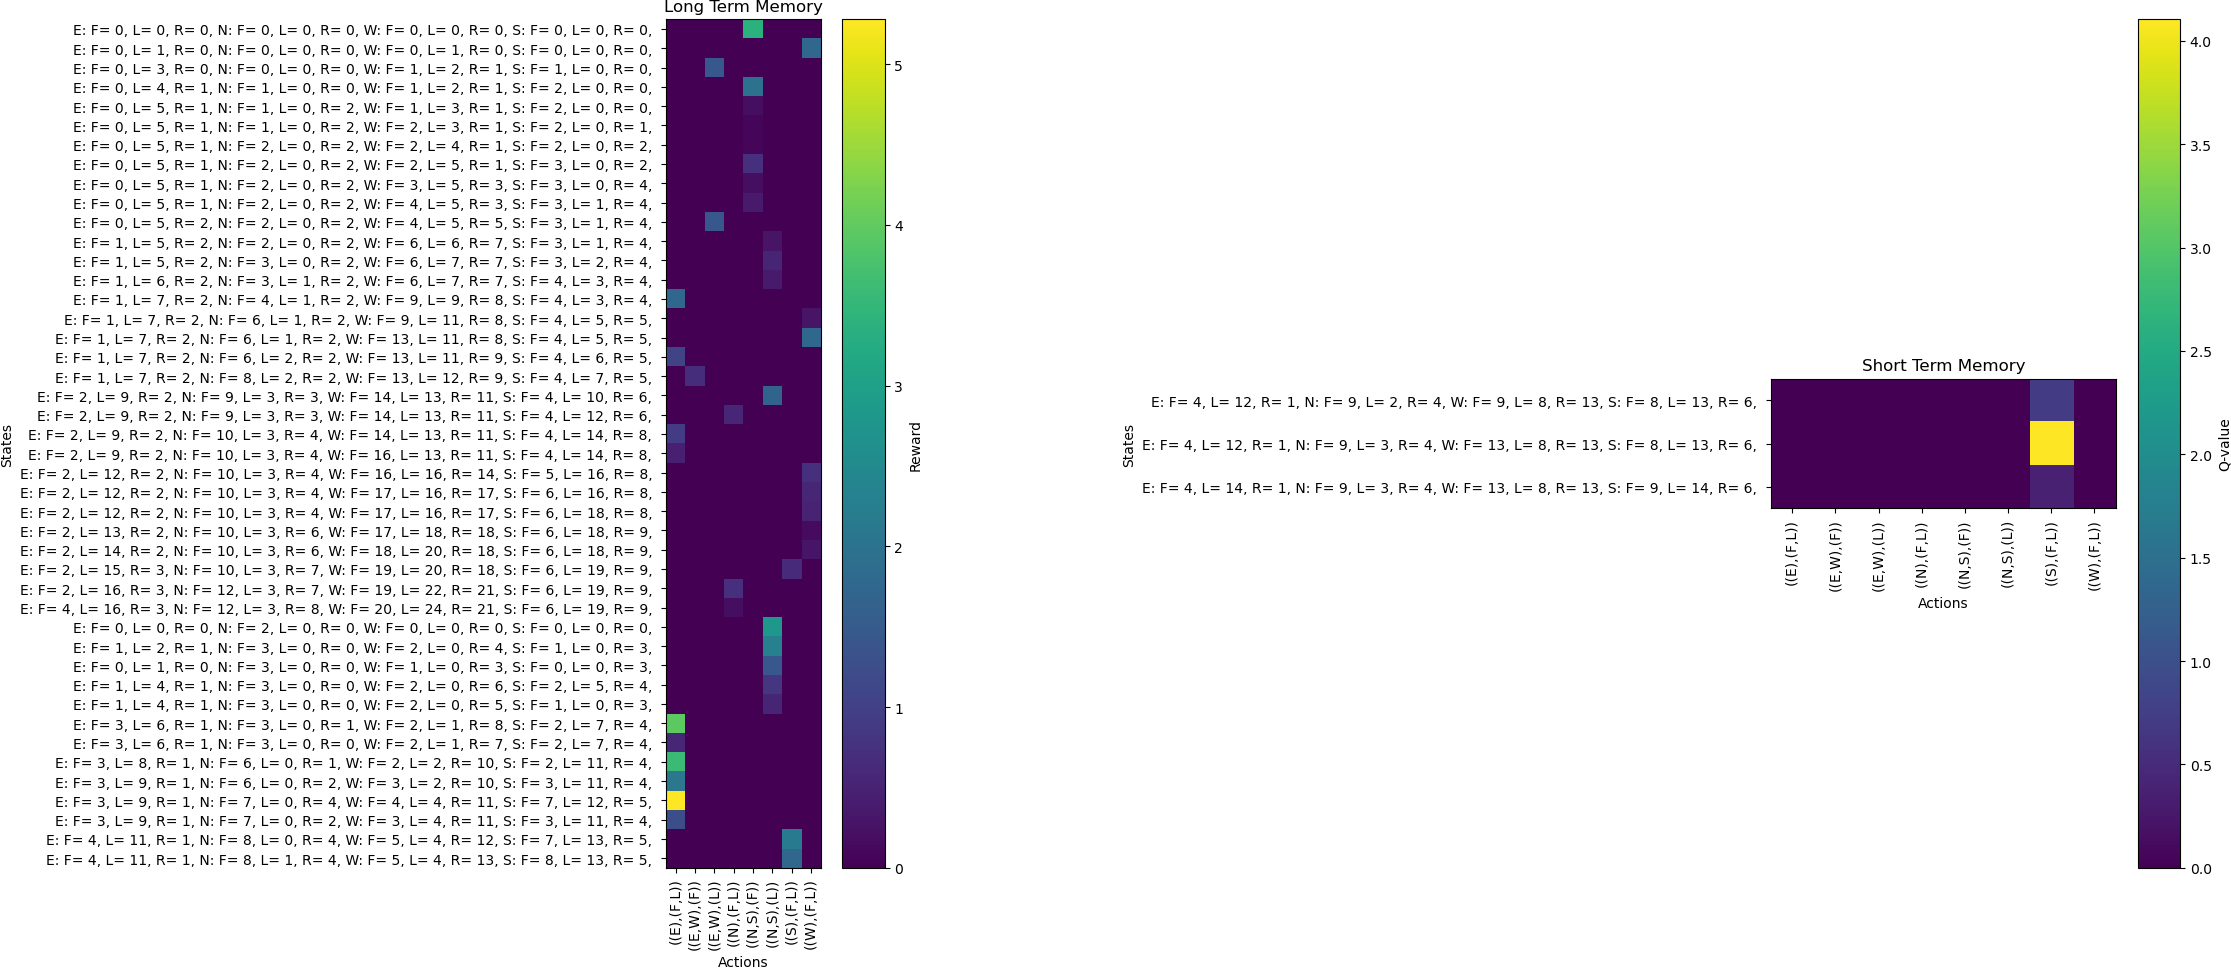 Long Term Memory
E: F= 0, L= 0, R= 0, N: F= 0, L= 0, R= 0, W: F= 0, L= 0, R= 0, S: F= 0, L= 0, R= 0,
E: F= 0, L= 1, R= 0, N: F= 0, L= 0, R= 0, W: F= 0, L= 1, R= 0, S: F= 0, L= 0, R= 0,
E: F= 0, L= 3, R= 0, N: F= 0, L= 0, R= 0, W: F= 1, L= 2, R= 1, S: F= 1, L= 0, R= 0,
E: F= 0, L= 4, R= 1, N: F= 1, L= 0, R= 0, W: F= 1, L= 2, R= 1, S: F= 2, L= 0, R= 0,
E: F= 0, L= 5, R= 1, N: F= 1, L= 0, R= 2, W: F= 1, L= 3, R= 1, S: F= 2, L= 0, R= 0,
E: F= 0, L= 5, R= 1, N: F= 1, L= 0, R= 2, W: F= 2, L= 3, R= 1, S: F= 2, L= 0, R= 1,
E: F= 0, L= 5, R= 1, N: F= 2, L= 0, R= 2, W: F= 2, L= 4, R= 1, S: F= 2, L= 0, R= 2,
E: F= 0, L= 5, R= 1, N: F= 2, L= 0, R= 2, W: F= 2, L= 5, R= 1, S: F= 3, L= 0, R= 2,
E: F= 0, L= 5, R= 1, N: F= 2, L= 0, R= 2, W: F= 3, L= 5, R= 3, S: F= 3, L= 0, R= 4,
E: F= 0, L= 5, R= 1, N: F= 2, L= 0, R= 2, W: F= 4, L= 5, R= 3, S: F= 3, L= 1, R= 4,
E: F= 0, L= 5, R= 2, N: F= 2, L= 0, R= 2, W: F= 4, L= 5, R= 5, S: F= 3, L= 1, R= 4,
E: F= 1, L= 5, R= 2, N: F= 2, L= 0, R= 2, W: F= 6, L= 6, R= 7, S: F= 3, L= 1, R= 4,
E: F= 1, L= 5, R= 2, N: F= 3, L= 0, R= 2, W: F= 6, L= 7, R= 7, S: F= 3, L= 2, R= 4,
E: F= 1, L= 6, R= 2, N: F= 3, L= 1, R= 2, W: F= 6, L= 7, R= 7, S: F= 4, L= 3, R= 4,
E: F= 1, L= 7, R= 2, N: F= 4, L= 1, R= 2, W: F= 9, L= 9, R= 8, S: F= 4, L= 3, R= 4,
E: F= 1, L= 7, R= 2, N: F= 6, L= 1, R= 2, W: F= 9, L= 11, R= 8, S: F= 4, L= 5, R= 5,
E: F= 1, L= 7, R= 2, N: F= 6, L= 1, R= 2, W: F= 13, L= 11, R= 8, S: F= 4, L= 5, R= 5,
E: F= 1, L= 7, R= 2, N: F= 6, L= 2, R= 2, W: F= 13, L= 11, R= 9, S: F= 4, L= 6, R= 5,
E: F= 1, L= 7, R= 2, N: F= 8, L= 2, R= 2, W: F= 13, L= 12, R= 9, S: F= 4, L= 7, R= 5,
E: F= 2, L= 9, R= 2, N: F= 9, L= 3, R= 3, W: F= 14, L= 13, R= 11, S: F= 4, L= 10, R= 6,
E: F= 2, L= 9, R= 2, N: F= 9, L= 3, R= 3, W: F= 14, L= 13, R= 11, S: F= 4, L= 12, R= 6,
E: F= 2, L= 9, R= 2, N: F= 10, L= 3, R= 4, W: F= 14, L= 13, R= 11, S: F= 4, L= 14, R= 8,
E: F= 2, L= 9, R= 2, N: F= 10, L= 3, R= 4, W: F= 16, L= 13, R= 11, S: F= 4, L= 14, R= 8,
E: F= 2, L= 12, R= 2, N: F= 10, L= 3, R= 4, W: F= 16, L= 16, R= 14, S: F= 5, L= 16, R= 8,
E: F= 2, L= 12, R= 2, N: F= 10, L= 3, R= 4, W: F= 17, L= 16, R= 17, S: F= 6, L= 16, R= 8,
E: F= 2, L= 12, R= 2, N: F= 10, L= 3, R= 4, W: F= 17, L= 16, R= 17, S: F= 6, L= 18, R= 8,
E: F= 2, L= 13, R= 2, N: F= 10, L= 3, R= 6, W: F= 17, L= 18, R= 18, S: F= 6, L= 18, R= 9,
E: F= 2, L= 14, R= 2, N: F= 10, L= 3, R= 6, W: F= 18, L= 20, R= 18, S: F= 6, L= 18, R= 9,
E: F= 2, L= 15, R= 3, N: F= 10, L= 3, R= 7, W: F= 19, L= 20, R= 18, S: F= 6, L= 19, R= 9,
E: F= 2, L= 16, R= 3, N: F= 12, L= 3, R= 7, W: F= 19, L= 22, R= 21, S: F= 6, L= 19, R= 9,
E: F= 4, L= 16, R= 3, N: F= 12, L= 3, R= 8, W: F= 20, L= 24, R= 21, S: F= 6, L= 19, R= 9,
E: F= 0, L= 0, R= 0, N: F= 2, L= 0, R= 0, W: F= 0, L= 0, R= 0, S: F= 0, L= 0, R= 0,
E: F= 1, L= 2, R= 1, N: F= 3, L= 0, R= 0, W: F= 2, L= 0, R= 4, S: F= 1, L= 0, R= 3,
E: F= 0, L= 1, R= 0, N: F= 3, L= 0, R= 0, W: F= 1, L= 0, R= 3, S: F= 0, L= 0, R= 3,
E: F= 1, L= 4, R= 1, N: F= 3, L= 0, R= 0, W: F= 2, L= 0, R= 6, S: F= 2, L= 5, R= 4,
E: F= 1, L= 4, R= 1, N: F= 3, L= 0, R= 0, W: F= 2, L= 0, R= 5, S: F= 1, L= 0, R= 3,
E: F= 3, L= 6, R= 1, N: F= 3, L= 0, R= 1, W: F= 2, L= 1, R= 8, S: F= 2, L= 7, R= 4,
E: F= 3, L= 6, R= 1, N: F= 3, L= 0, R= 0, W: F= 2, L= 1, R= 7, S: F= 2, L= 7, R= 4,
E: F= 3, L= 8, R= 1, N: F= 6, L= 0, R= 1, W: F= 2, L= 2, R= 10, S: F= 2, L= 11, R= 4,
E: F= 3, L= 9, R= 1, N: F= 6, L= 0, R= 2, W: F= 3, L= 2, R= 10, S: F= 3, L= 11, R= 4,
E: F= 3, L= 9, R= 1, N: F= 7, L= 0, R= 4, W: F= 4, L= 4, R= 11, S: F= 7, L= 12, R= 5,
E: F= 3, L= 9, R= 1, N: F= 7, L= 0, R= 2, W: F= 3, L= 4, R= 11, S: F= 3, L= 11, R= 4,
E: F= 4, L= 11, R= 1, N: F= 8, L= 0, R= 4, W: F= 5, L= 4, R= 12, S: F= 7, L= 13, R= 5,
E: F= 4, L= 11, R= 1, N: F= 8, L= 1, R= 4, W: F= 5, L= 4, R= 13, S: F= 8, L= 13, R= 5,
States
((E),(F,L))
((E,W),(F))
((E,W),(L))
((N),(F,L))
((N,S),(F))
((N,S),(L))
((S),(F,L))
((W),(F,L))
Actions
5
4
3
2
1
0
Reward
Short Term Memory
E: F= 4, L= 12, R= 1, N: F= 9, L= 2, R= 4, W: F= 9, L= 8, R= 13, S: F= 8, L= 13, R= 6,
E: F= 4, L= 12, R= 1, N: F= 9, L= 3, R= 4, W: F= 13, L= 8, R= 13, S: F= 8, L= 13, R= 6,
E: F= 4, L= 14, R= 1, N: F= 9, L= 3, R= 4, W: F= 13, L= 8, R= 13, S: F= 9, L= 14, R= 6,
States
((E),(F,L))
((E,W),(F))
((E,W),(L))
((N),(F,L))
((N,S),(F))
((N,S),(L))
((S),(F,L))
((W),(F,L))
Actions
4.0
3.5
3.0
2.5
2.0
1.5
1.0
0.5
0.0
Q-value